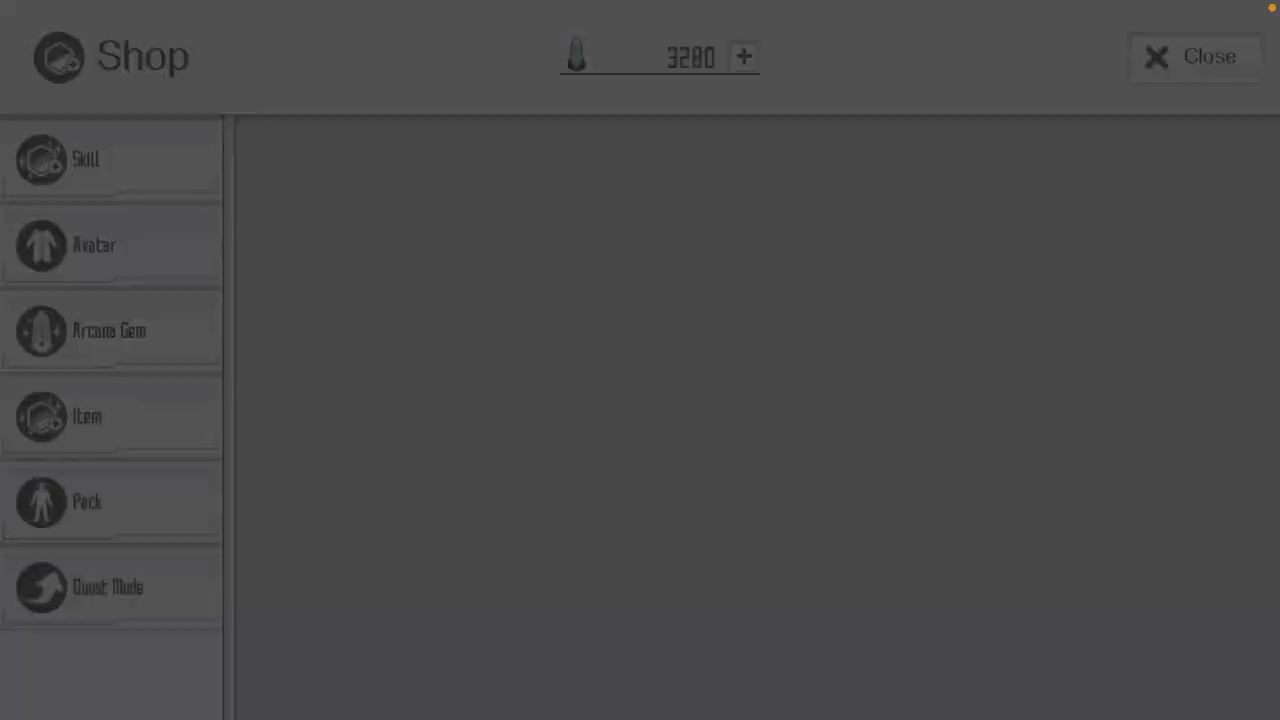 Shop
3280
Close
Skill
Avatar
Arcana Gem
Item
Pack
Quest Mode